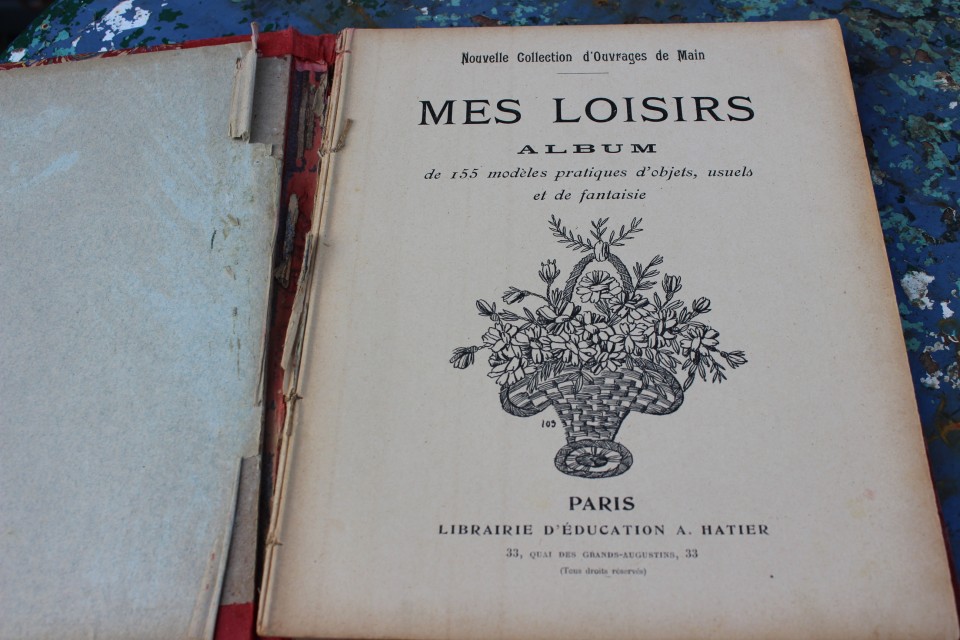 Nouvelle Collection d'Ouvrages de Main
MES LOISIRS
ALBUM
de 155 modèles pratiques d'objets, usuels
et de fantaisie
109
PARIS
LIBRAIRIE D'ÉDUCATION A. HATIER
33, QUAI DES GRANDS-AUGUSTINS, 33
(Tous droits réservés)